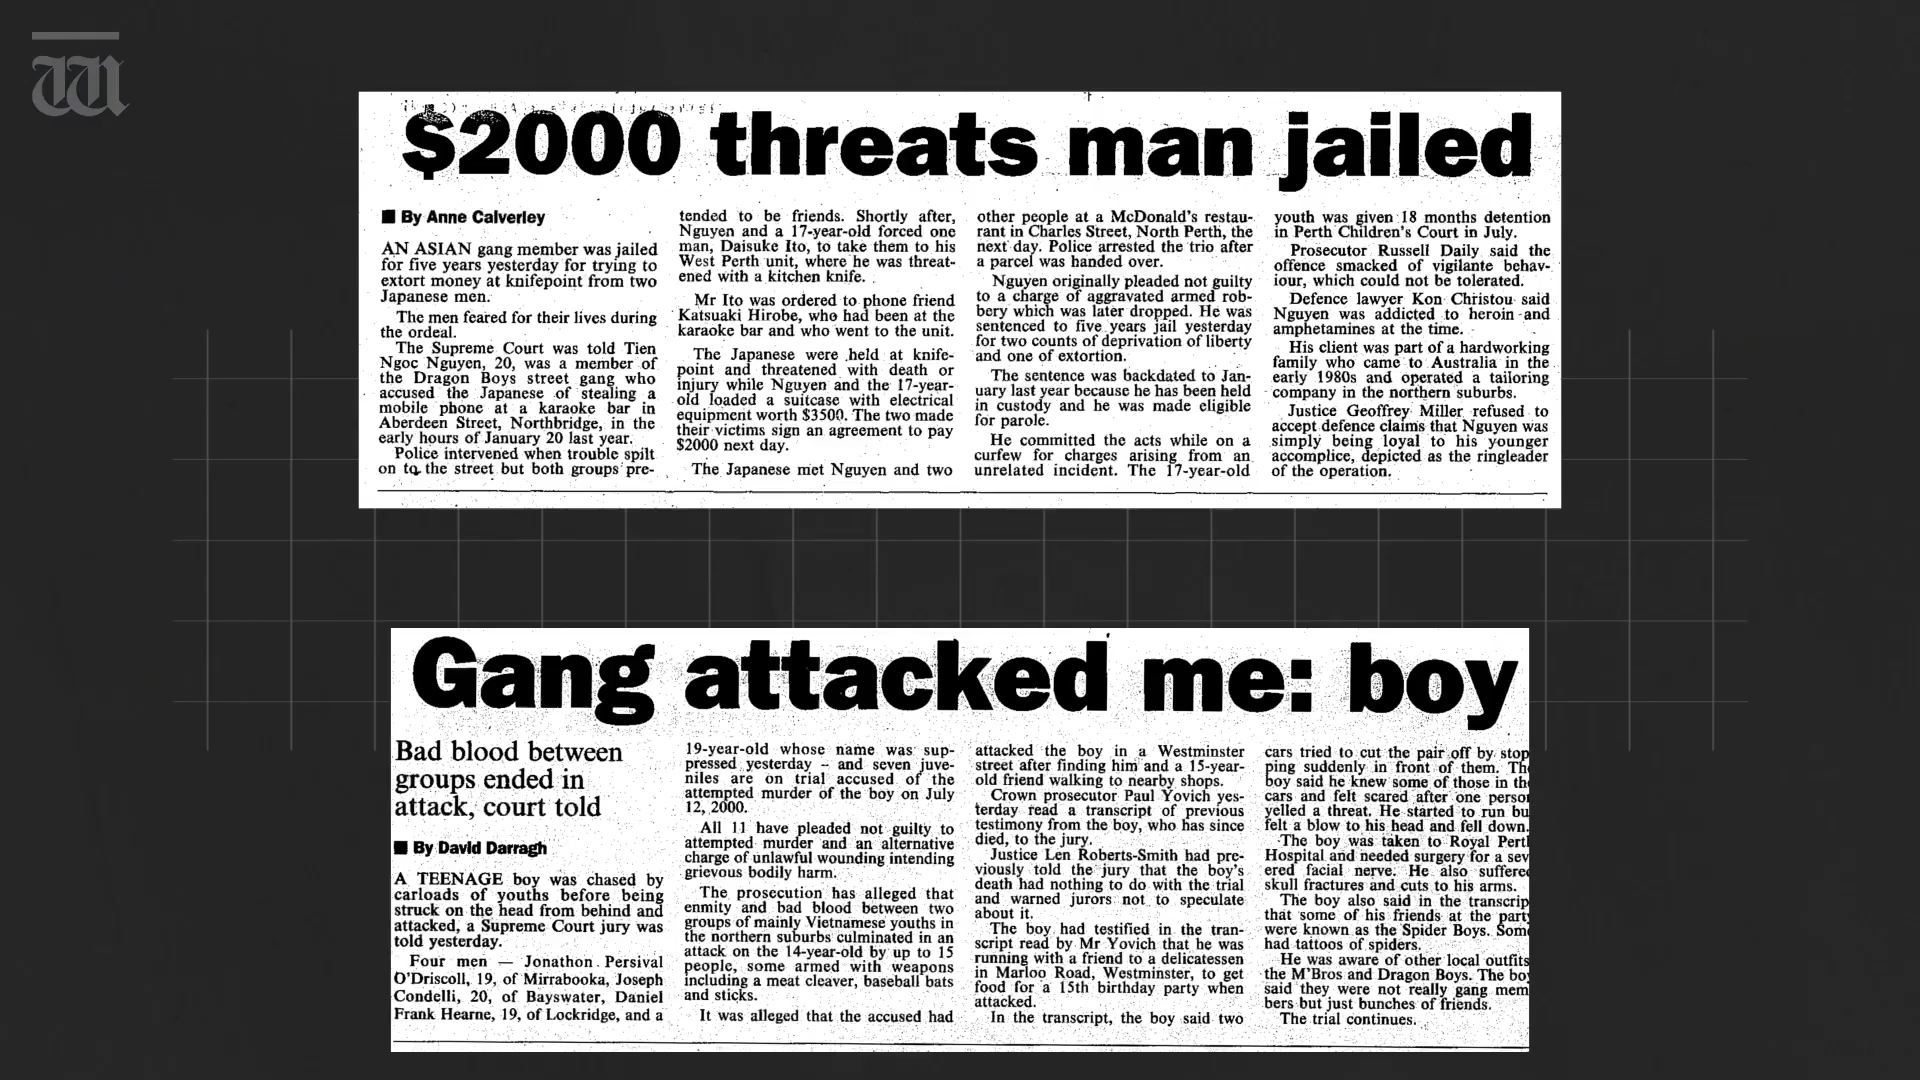 W
$2000 threats man jailed
■ By Anne Calverley
AN ASIAN gang member was jailed
for five years yesterday for trying to
extort money at knifepoint from two
Japanese men.
The men feared for their lives during
the ordeal.
The Supreme Court was told Tien
Ngoc Nguyen, 20, was a member of
the Dragon Boys street gang who
accused the Japanese of stealing a
mobile phone at a karaoke bar in
Aberdeen Street, Northbridge, in the
early hours of January 20 last year.
Police intervened when trouble spilt
on to the street but both groups pre-
tended to be friends. Shortly after,
Nguyen and a 17-year-old forced one
man, Daisuke Ito, to take them to his
West Perth unit, where he was threat-
ened with a kitchen knife.
Mr Ito was ordered to phone friend
Katsuaki Hirobe, who had been at the
karaoke bar and who went to the unit.
The Japanese were held at knife-
point and threatened with death or
injury while Nguyen and the 17-year-
old loaded a suitcase with electrical
equipment worth $3500. The two made
their victims sign an agreement to pay
$2000 next day.
The Japanese met Nguyen and two
other people at a McDonald's restau-
rant in Charles Street, North Perth, the
next day. Police arrested the trio after
a parcel was handed over.
Nguyen originally pleaded not guilty
to a charge of aggravated armed rob-
bery which was later dropped. He was
sentenced to five years jail yesterday
for two counts of deprivation of liberty
and one of extortion.
The sentence was backdated to Jan-
uary last year because he has been held
in custody and he was made eligible
for parole.
He committed the acts while on a
curfew for charges arising from an
unrelated incident. The 17-year-old
youth was given 18 months detention
in Perth Children's Court in July.
Prosecutor Russell Daily said the
offence smacked of vigilante behav-
iour, which could not be tolerated.
Defence lawyer Kon Christou said
Nguyen was addicted to heroin and
amphetamines at the time.
His client was part of a hardworking
family who came to Australia in the
early 1980s and operated a tailoring
company in the northern suburbs.
Justice Geoffrey Miller refused to
accept defence claims that Nguyen was
simply being loyal to his younger
accomplice, depicted as the ringleader
of the operation.
Gang attacked me: boy
Bad blood between
groups ended in
attack, court told
■ By David Darragh
A TEENAGE boy was chased by
carloads of youths before being
struck on the head from behind and
attacked, a Supreme Court jury was
told yesterday.
Four men — Jonathon Persival
O'Driscoll, 19, of Mirrabooka, Joseph
Condelli, 20, of Bayswater, Daniel
Frank Hearne, 19, of Lockridge, and a
19-year-old whose name was sup-
pressed yesterday – and seven juve-
niles are on trial accused of the
attempted murder of the boy on July
12, 2000.
All 11 have pleaded not guilty to
attempted murder and an alternative
charge of unlawful wounding intending
grievous bodily harm.
The prosecution has alleged that
enmity and bad blood between two
groups of mainly Vietnamese youths in
the northern suburbs culminated in an
attack on the 14-year-old by up to 15
people, some armed with weapons
including a meat cleaver, baseball bats
and sticks.
It was alleged that the accused had
attacked the boy in a Westminster
street after finding him and a 15-year-
old friend walking to nearby shops.
Crown prosecutor Paul Yovich yes-
terday read a transcript of previous
testimony from the boy, who has since
died, to the jury.
Justice Len Roberts-Smith had pre-
viously told the jury that the boy's
death had nothing to do with the trial
and warned jurors not to speculate
about it.
The boy had testified in the tran-
script read by Mr Yovich that he was
running with a friend to a delicatessen
in Marloo Road, Westminster, to get
food for a 15th birthday party when
attacked.
In the transcript, the boy said two
cars tried to cut the pair off by stop
ping suddenly in front of them. Th
boy said he knew some of those in th
cars and felt scared after one perso
yelled a threat. He started to run bu
felt a blow to his head and fell down.
The boy was taken to Royal Pert
Hospital and needed surgery for a sev
ered facial nerve. He also suffere
skull fractures and cuts to his arms.
The boy also said in the transcrip
that some of his friends at the part
were known as the Spider Boys. Som
had tattoos of spiders.
He was aware of other local outfits
the M'Bros and Dragon Boys. The bo
said they were not really gang mem
bers but just bunches of friends.
The trial continues.